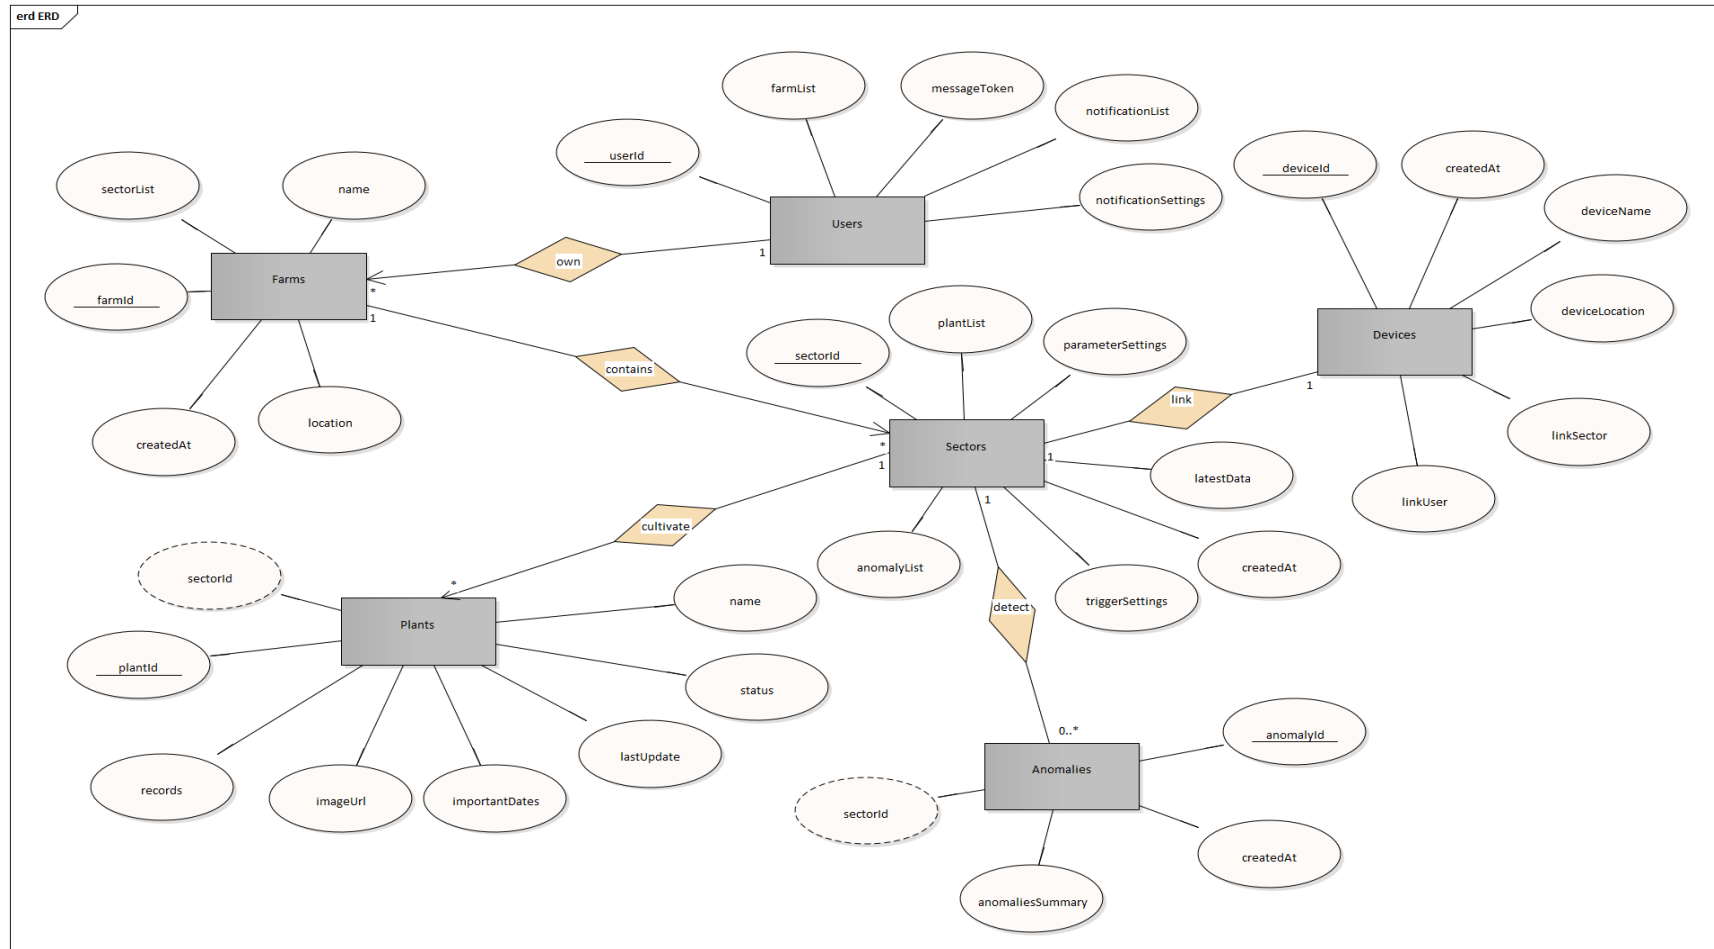 erd ERD
farmList
messageToken
notificationList
userId
notificationSettings
Users
1
own
sectorList
name
Farms
farmId
*
1
createdAt
location
contains
deviceId
createdAt
deviceName
deviceLocation
Devices
1
linkSector
linkUser
link
plantList
sectorId
parameterSettings
Sectors
*
1
.1
1
latestData
createdAt
triggerSettings
anomalyList
cultivate
detect
*
sectorId
Plants
name
plantId
status
lastUpdate
records
imageUrl
importantDates
0..*
Anomalies
anomalyId
sectorId
createdAt
anomaliesSummary